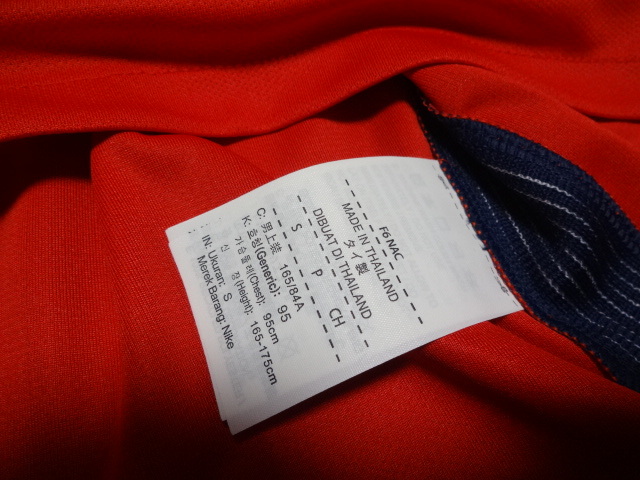 F6 NAC
MADE IN THAILAND
タイ製
DIBUAT DI THAILAND
S P CH
C: 男上装 165/84A
K: 호칭(Generic): 95
가슴둘레(Chest): 95cm
신 장(Height): 165-175cm
IN: Ukuran: S
Merek Barang: Nike